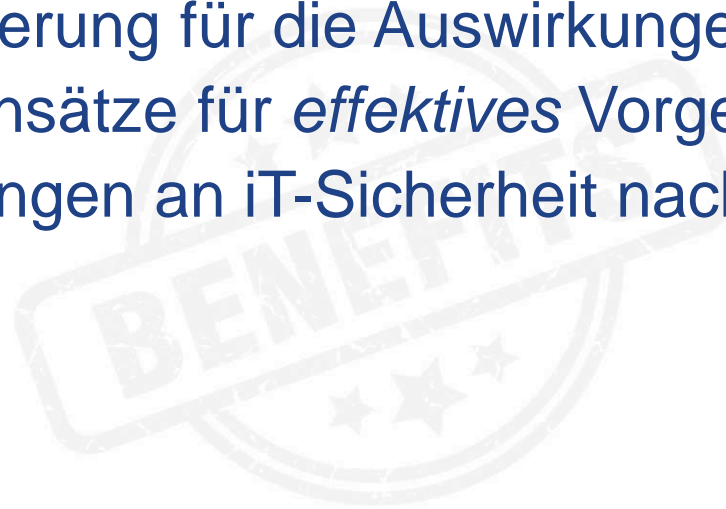 erung für die Auswirkunge
nsätze für effektives Vorge
ngen an iT-Sicherheit nach
BENEFITS